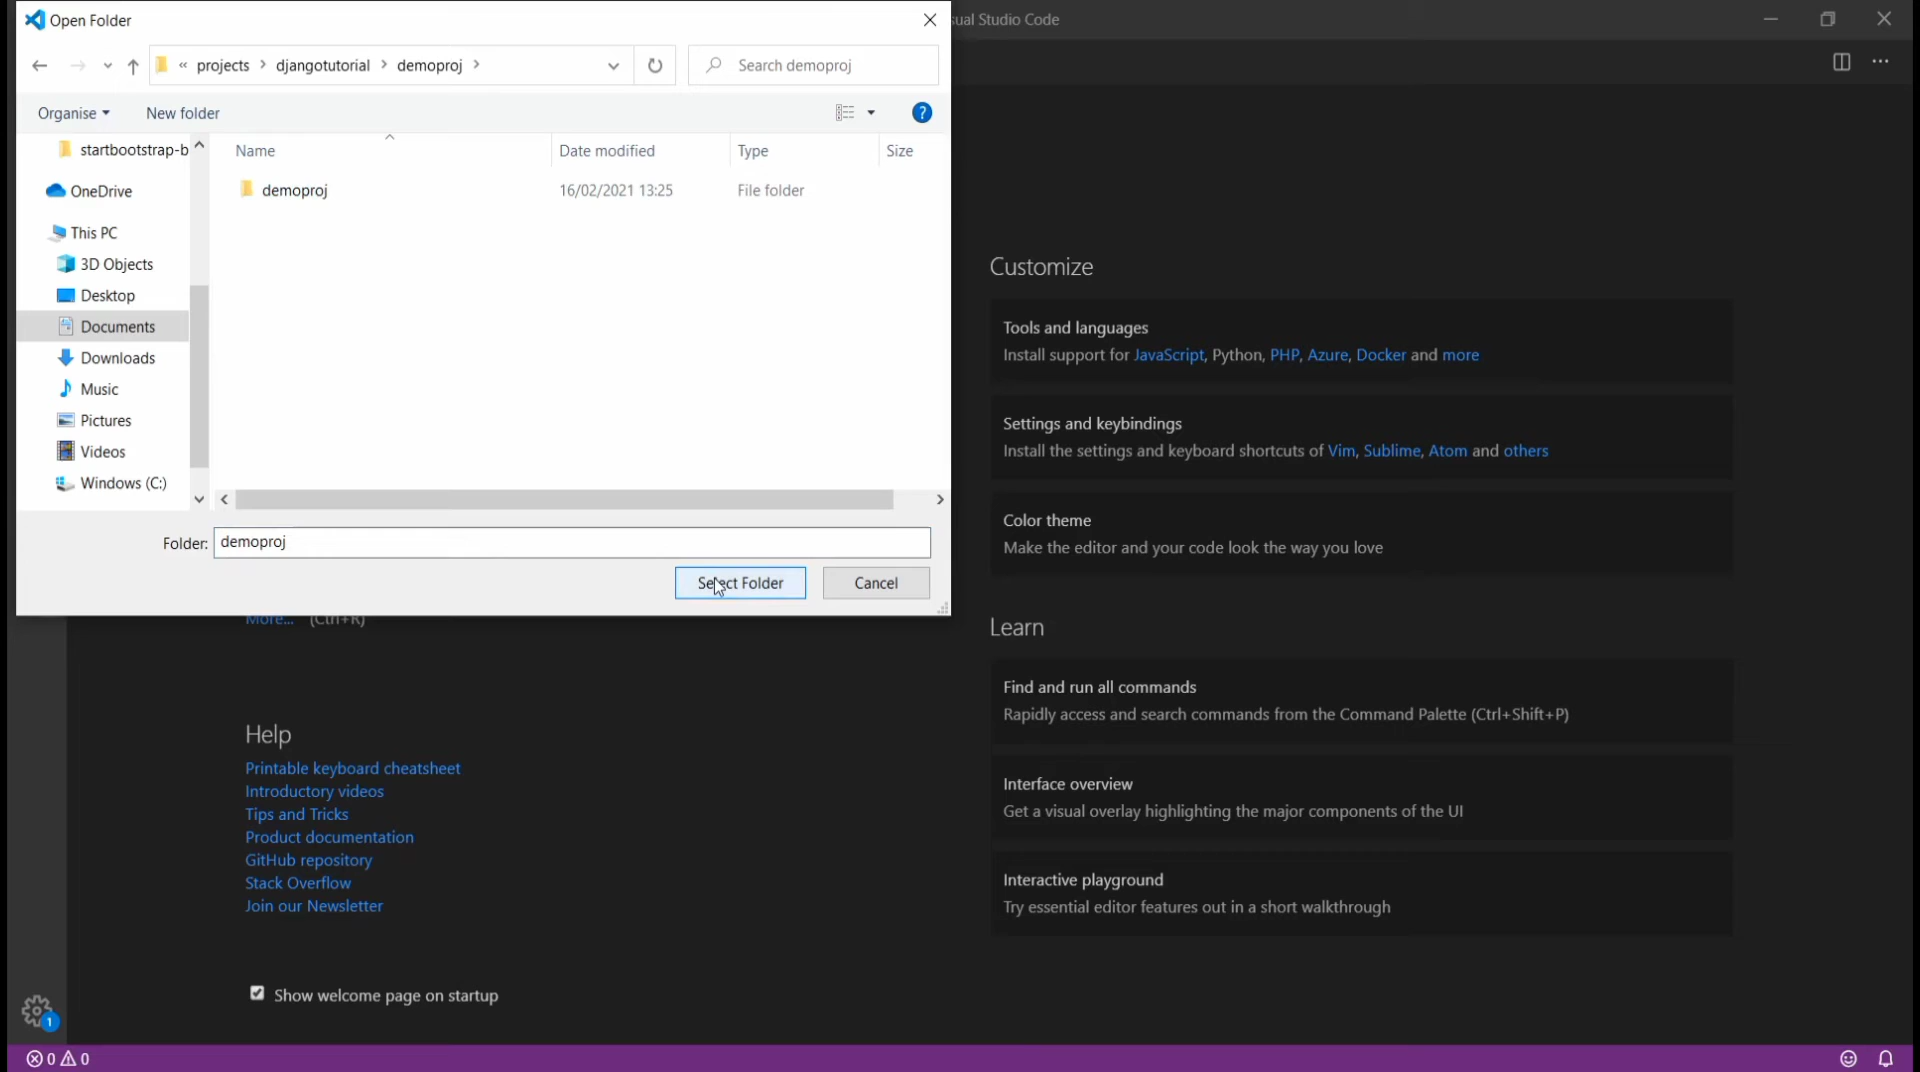 Open Folder
sual Studio Code
« projects > djangotutorial > demoproj >
Search demoproj
Organise
New folder
?
Name
Date modified
Type
Size
startbootstrap-b
demoproj
16/02/2021 13:25
File folder
OneDrive
This PC
3D Objects
Desktop
Documents
Downloads
Music
Pictures
Videos
Windows (C:)
Folder:
demoproj
Select Folder
Cancel
More... (Ctrl+R)
Help
Printable keyboard cheatsheet
Introductory videos
Tips and Tricks
Product documentation
GitHub repository
Stack Overflow
Join our Newsletter
Show welcome page on startup
Customize
Tools and languages
Install support for JavaScript, Python, PHP, Azure, Docker and more
Settings and keybindings
Install the settings and keyboard shortcuts of Vim, Sublime, Atom and others
Color theme
Make the editor and your code look the way you love
Learn
Find and run all commands
Rapidly access and search commands from the Command Palette (Ctrl+Shift+P)
Interface overview
Get a visual overlay highlighting the major components of the UI
Interactive playground
Try essential editor features out in a short walkthrough
1
0 0